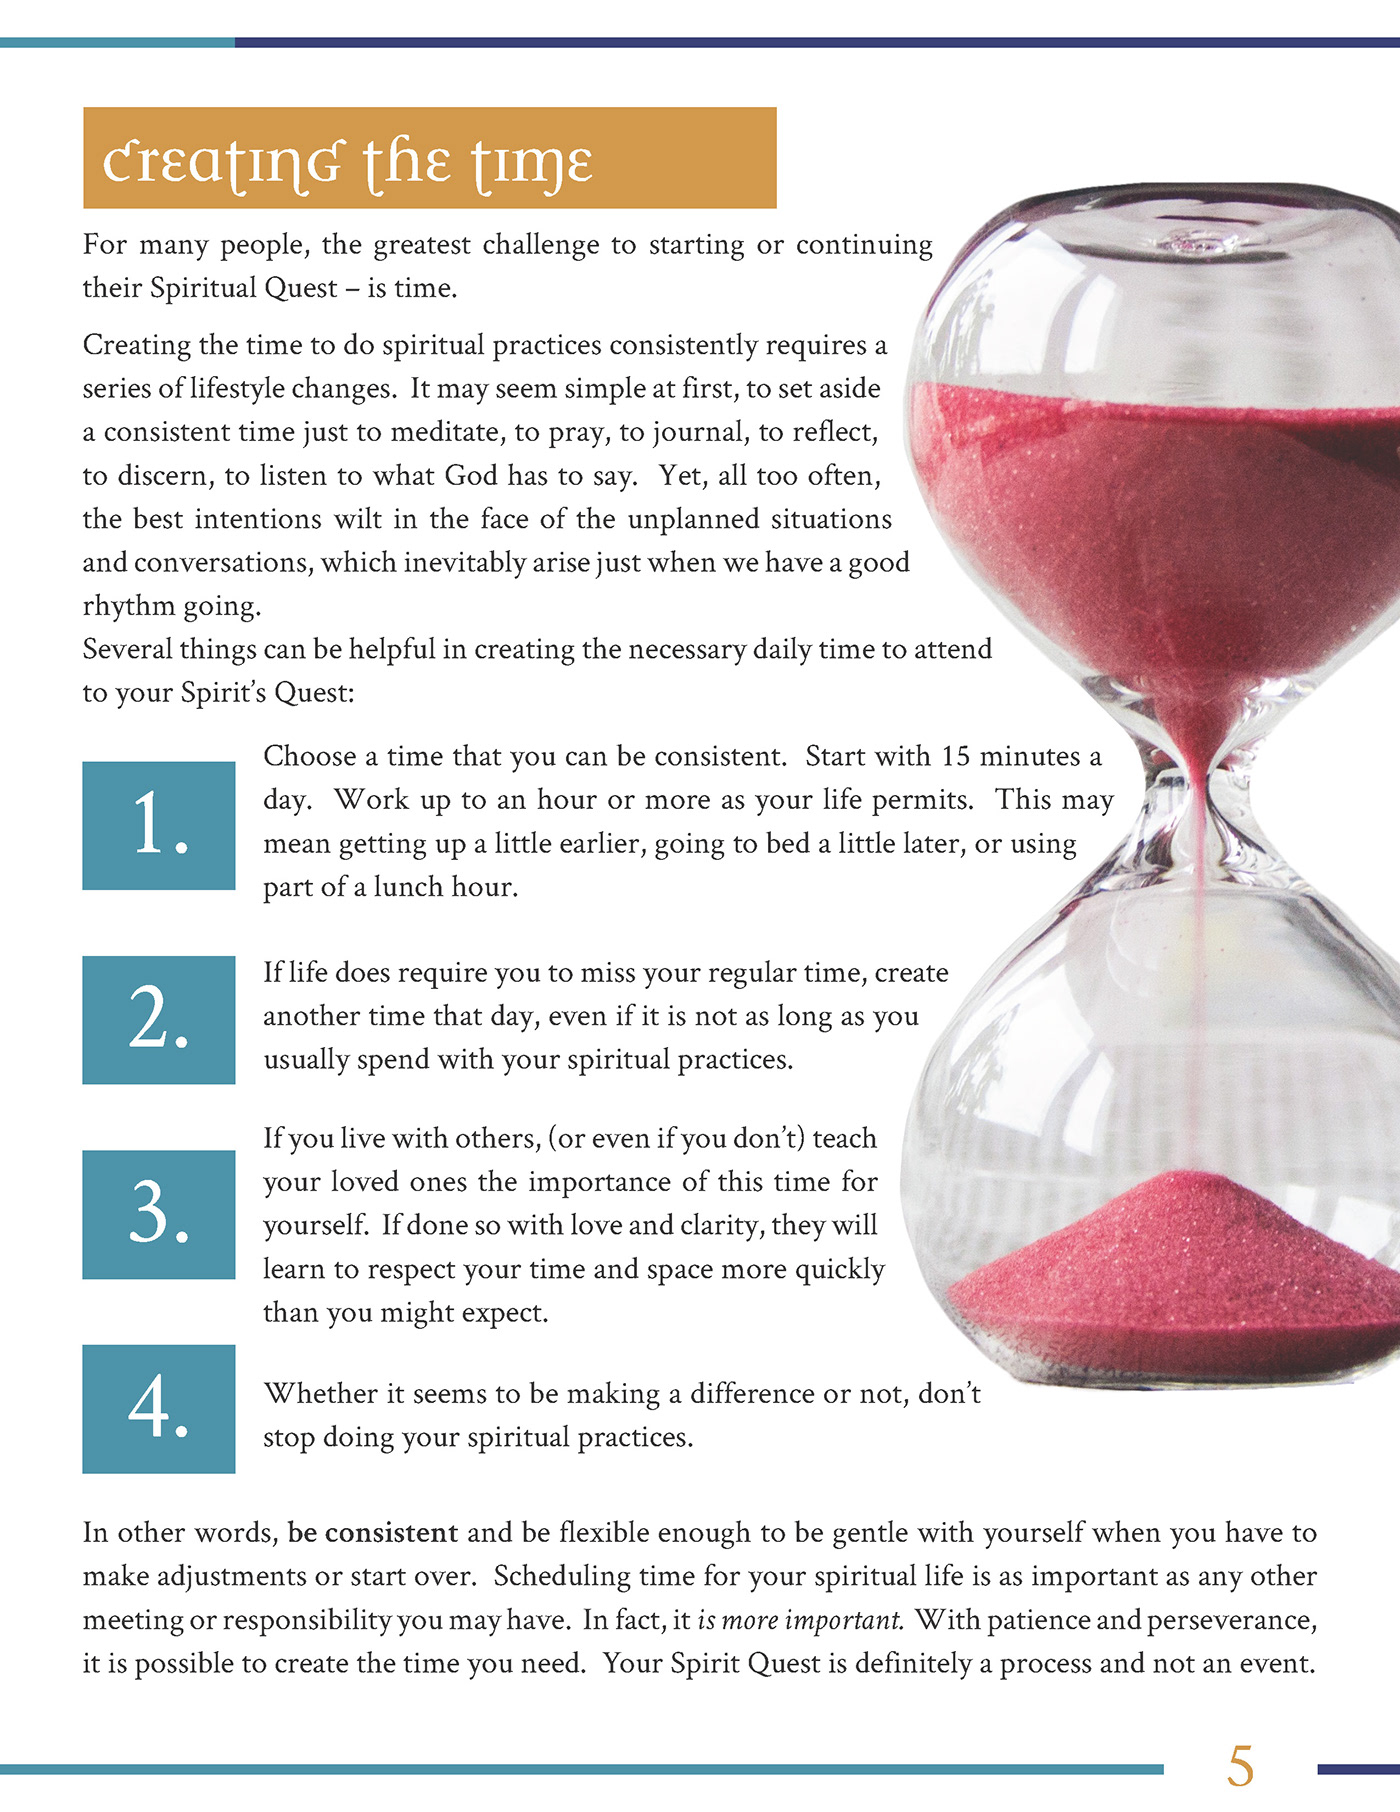 creating the time
For many people, the greatest challenge to starting or continuing
their Spiritual Quest – is time.
Creating the time to do spiritual practices consistently requires a
series of lifestyle changes.  It may seem simple at first, to set aside
a consistent time just to meditate, to pray, to journal, to reflect,
to discern, to listen to what God has to say.  Yet, all too often,
the best intentions wilt in the face of the unplanned situations
and conversations, which inevitably arise just when we have a good
rhythm going.
Several things can be helpful in creating the necessary daily time to attend
to your Spirit’s Quest:
1.
Choose a time that you can be consistent.  Start with 15 minutes a
day.  Work up to an hour or more as your life permits.  This may
mean getting up a little earlier, going to bed a little later, or using
part of a lunch hour.
2.
If life does require you to miss your regular time, create
another time that day, even if it is not as long as you
usually spend with your spiritual practices.
3.
If you live with others, (or even if you don’t) teach
your loved ones the importance of this time for
yourself.  If done so with love and clarity, they will
learn to respect your time and space more quickly
than you might expect.
4.
Whether it seems to be making a difference or not, don’t
stop doing your spiritual practices.
In other words, be consistent and be flexible enough to be gentle with yourself when you have to
make adjustments or start over.  Scheduling time for your spiritual life is as important as any other
meeting or responsibility you may have.  In fact, it is more important.  With patience and perseverance,
it is possible to create the time you need.  Your Spirit Quest is definitely a process and not an event.
5